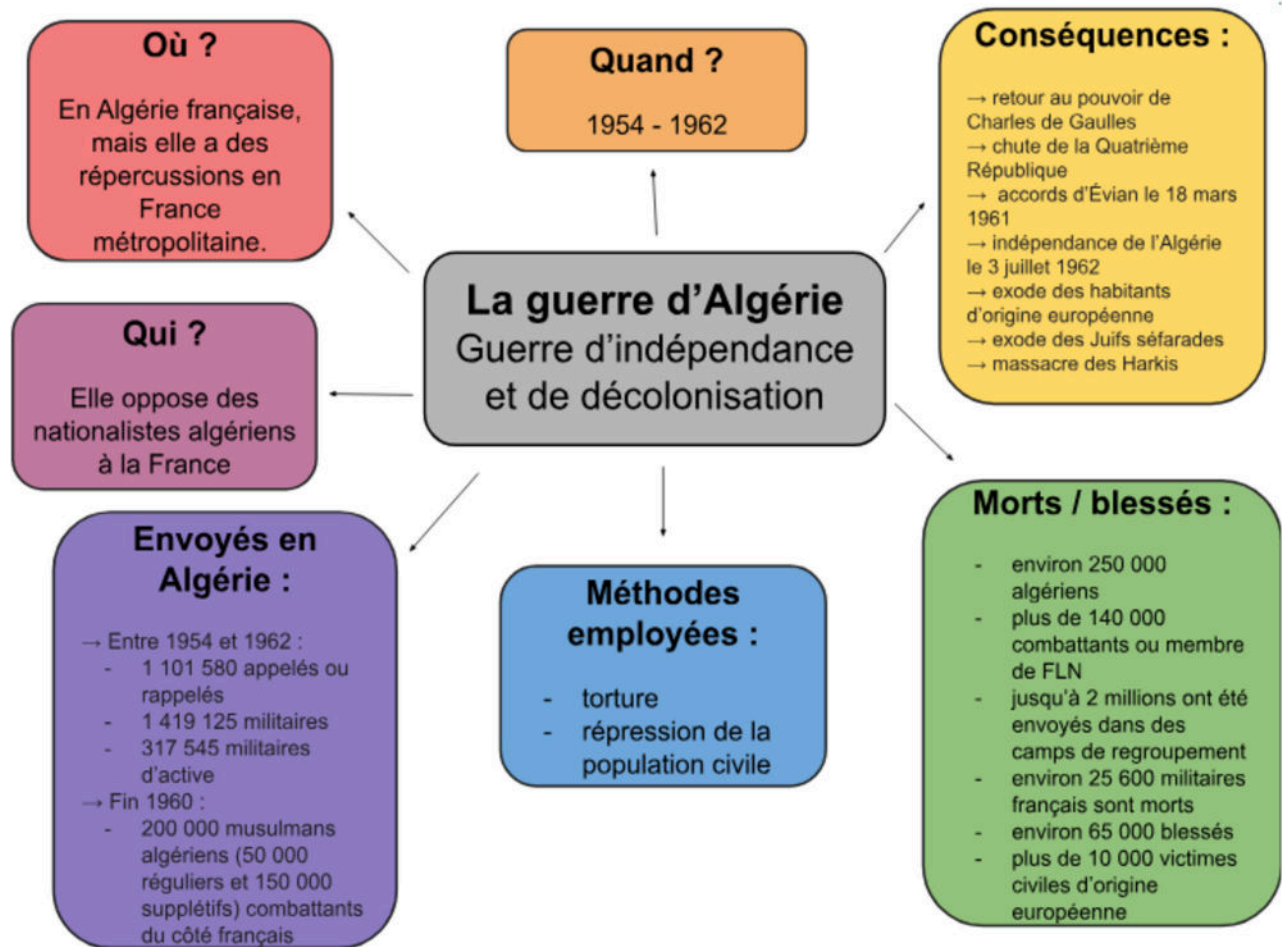 Où ?
En Algérie française,
mais elle a des
répercussions en
France
métropolitaine.
Quand ?
1954 - 1962
Conséquences :
→ retour au pouvoir de
Charles de Gaulles
→ chute de la Quatrième
République
→ accords d'Évian le 18 mars
1961
→ indépendance de l'Algérie
le 3 juillet 1962
→ exode des habitants
d'origine européenne
→ exode des Juifs séfarades
→ massacre des Harkis
La guerre d'Algérie
Guerre d'indépendance
et de décolonisation
Qui ?
Elle oppose des
nationalistes algériens
à la France
Envoyés en
Algérie :
→ Entre 1954 et 1962 :
- 1 101 580 appelés ou
rappelés
- 1 419 125 militaires
- 317 545 militaires
d'active
→ Fin 1960 :
- 200 000 musulmans
algériens (50 000
réguliers et 150 000
supplétifs) combattants
du côté français
Méthodes
employées :
- torture
- répression de la
population civile
Morts / blessés :
- environ 250 000
algériens
- plus de 140 000
combattants ou membre
de FLN
- jusqu'à 2 millions ont été
envoyés dans des
camps de regroupement
- environ 25 600 militaires
français sont morts
- environ 65 000 blessés
- plus de 10 000 victimes
civiles d'origine
européenne